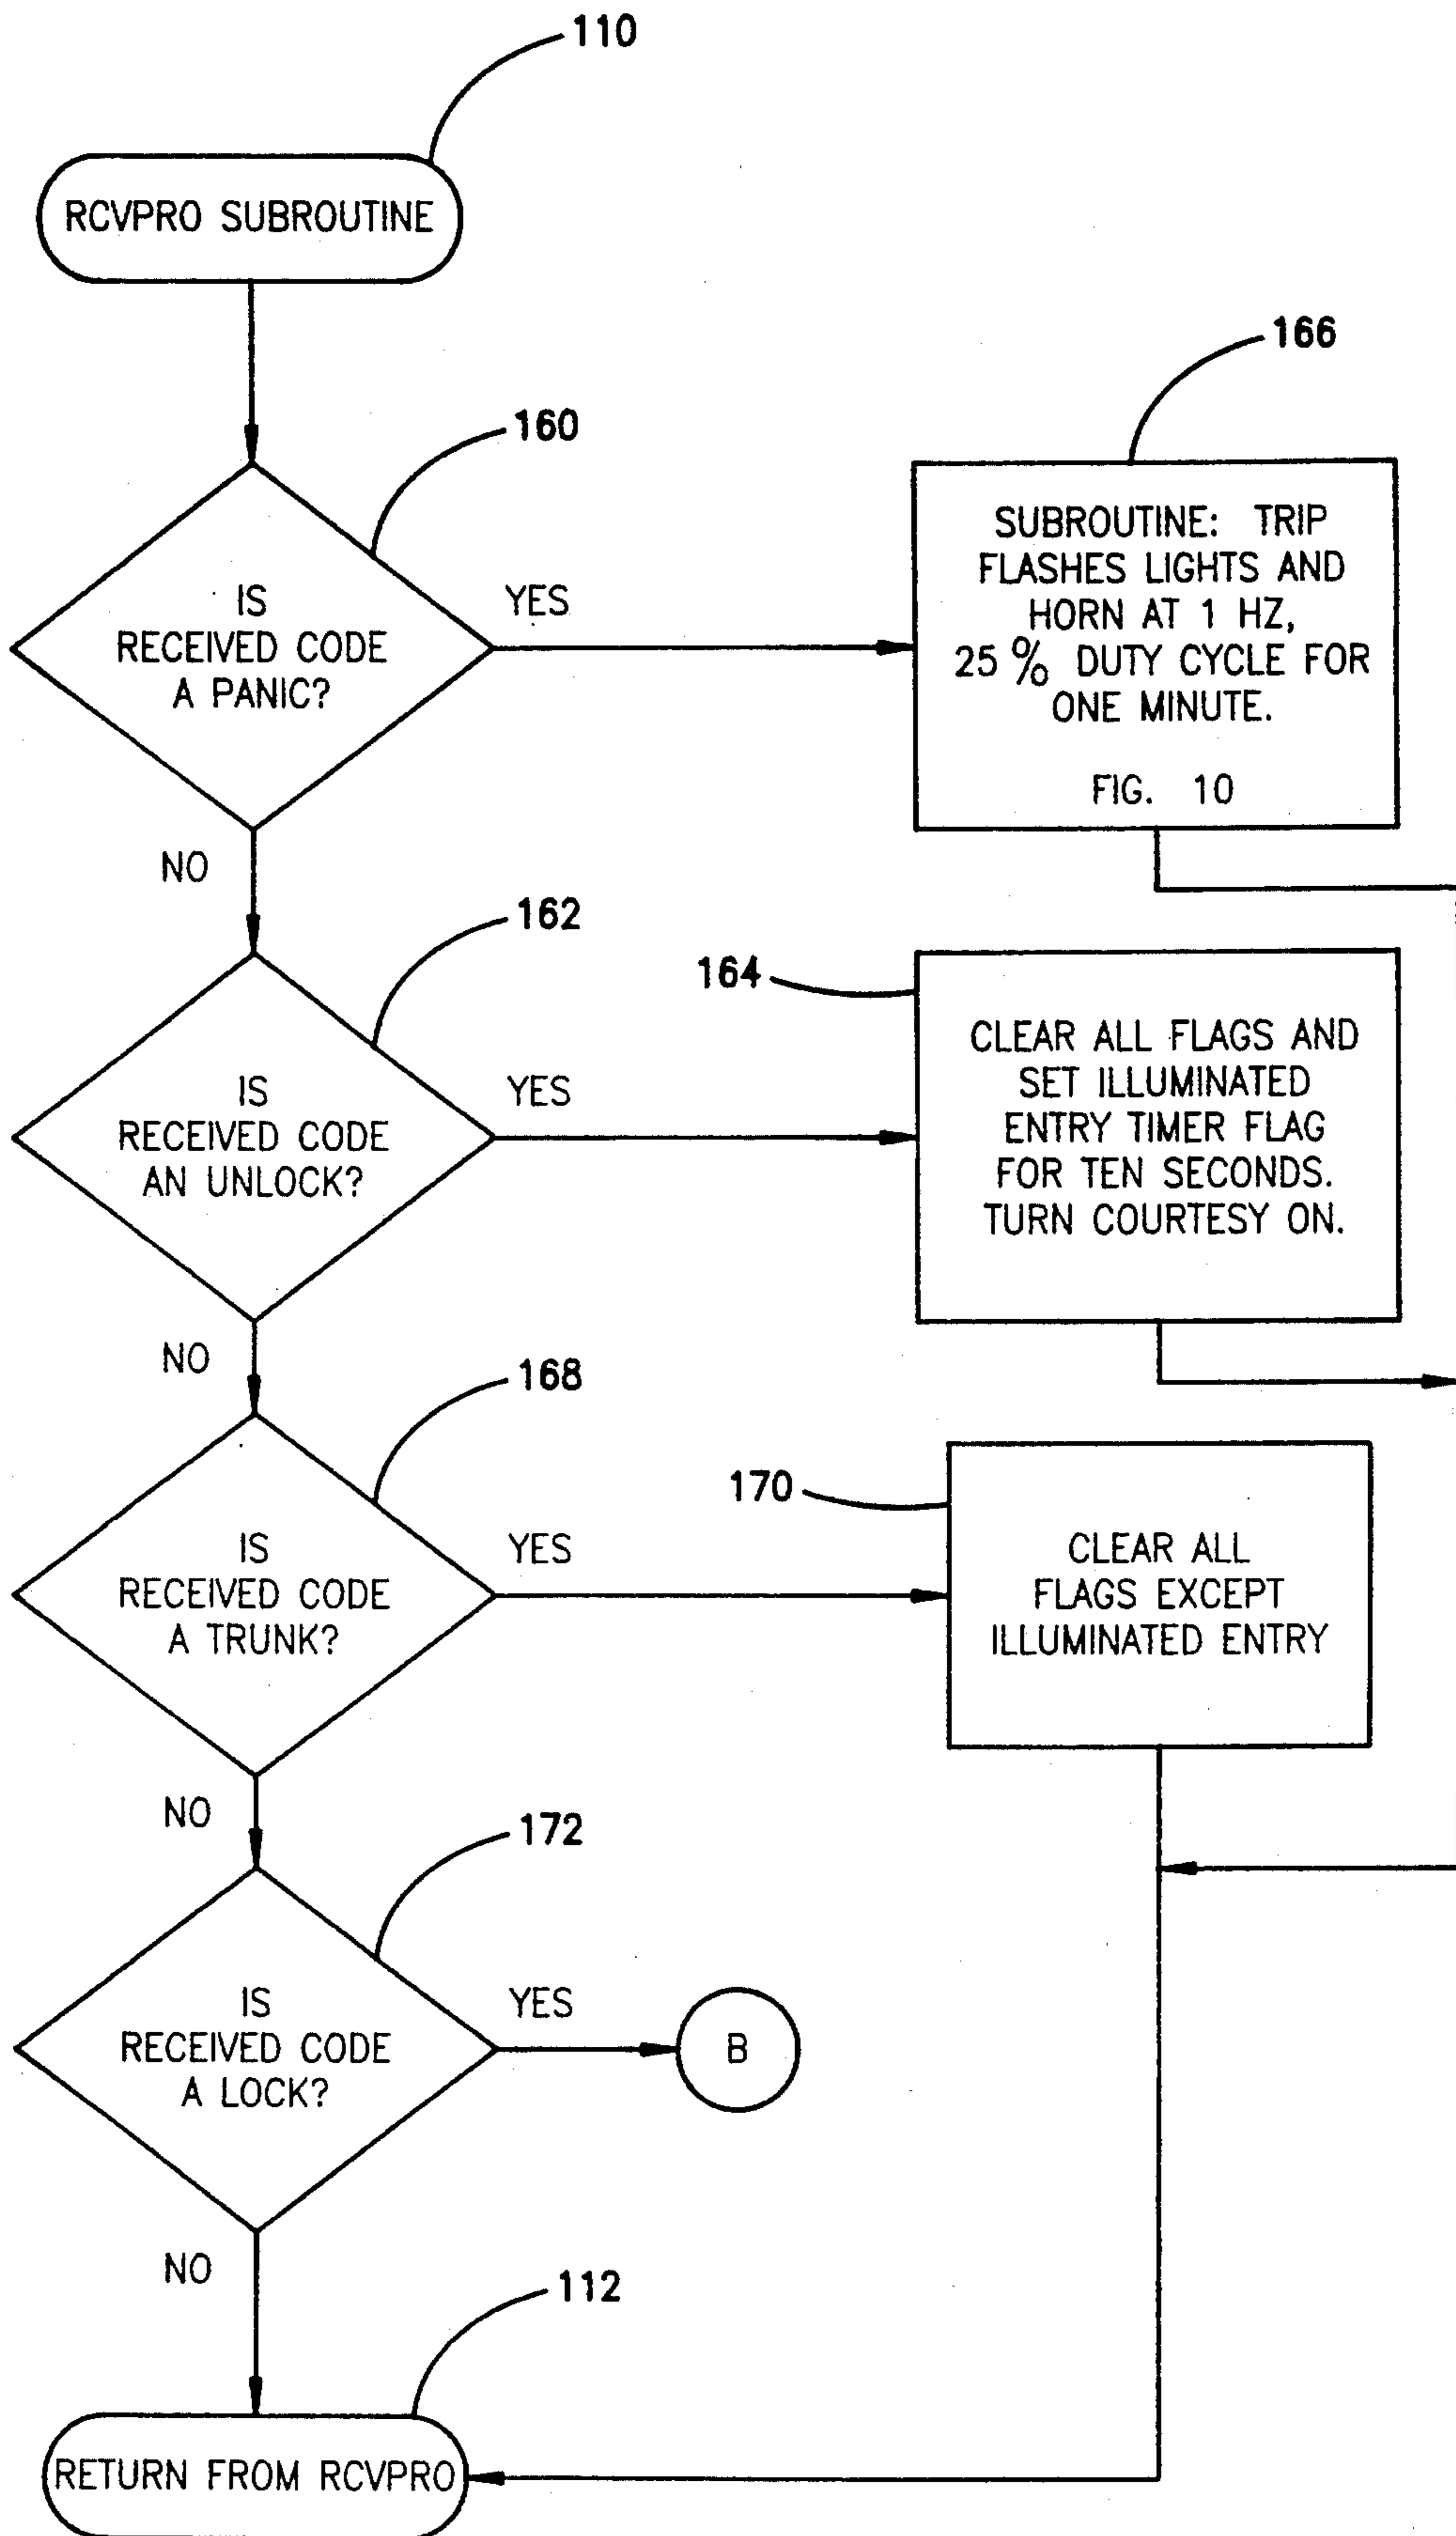 110
RCVPRO SUBROUTINE
166
160
SUBROUTINE: TRIP
FLASHES LIGHTS AND
HORN AT 1 HZ,
25 % DUTY CYCLE FOR
ONE MINUTE.
FIG. 10
IS
RECEIVED CODE
A PANIC?
YES
NO
162
164
CLEAR ALL FLAGS AND
SET ILLUMINATED
ENTRY TIMER FLAG
FOR TEN SECONDS.
TURN COURTESY ON.
IS
RECEIVED CODE
AN UNLOCK?
YES
NO
168
170
CLEAR ALL
FLAGS EXCEPT
ILLUMINATED ENTRY
IS
RECEIVED CODE
A TRUNK?
YES
NO
172
IS
RECEIVED CODE
A LOCK?
YES
B
NO
112
RETURN FROM RCVPRO